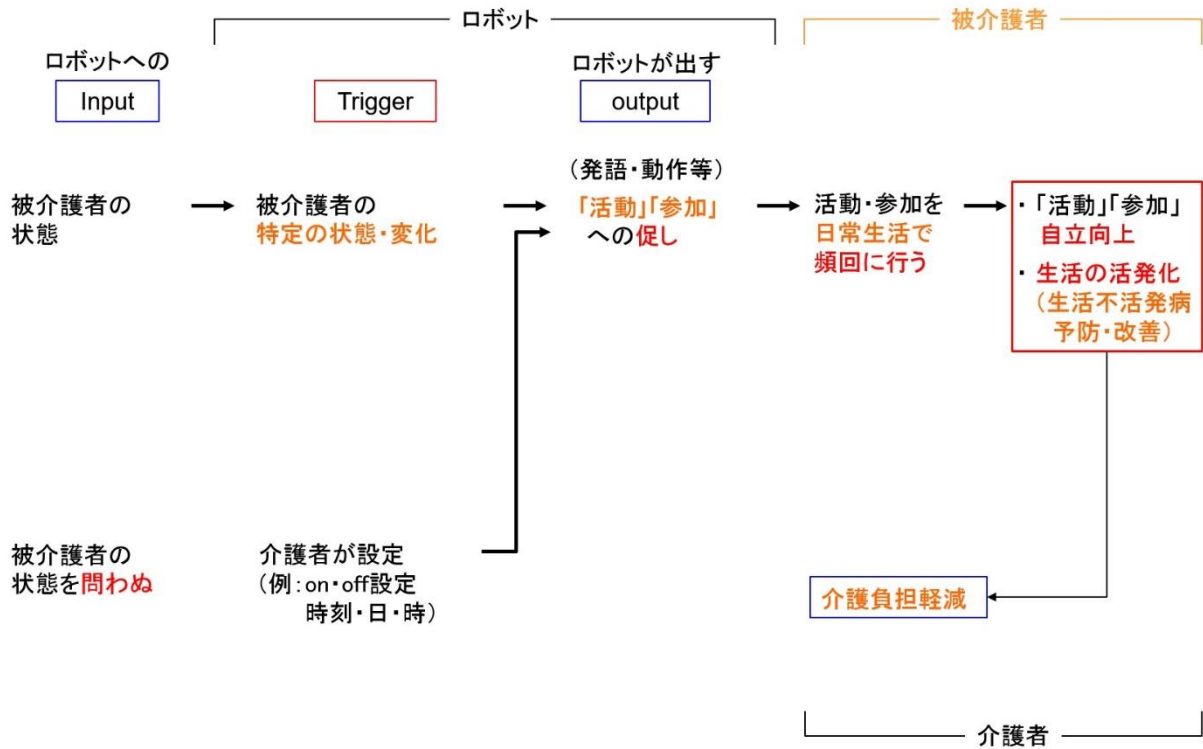 ロボット
被介護者
ロボットへの
Input
Trigger
ロボットが出す
output
被介護者の
状態
被介護者の
特定の状態・変化
(発語・動作等)
「活動」「参加」
への促し
活動・参加を
日常生活で
頻回に行う
・「活動」「参加」
自立向上
・生活の活発化
(生活不活発病
予防・改善)
被介護者の
状態を問わぬ
介護者が設定
(例:on・off設定
時刻・日・時)
介護負担軽減
介護者